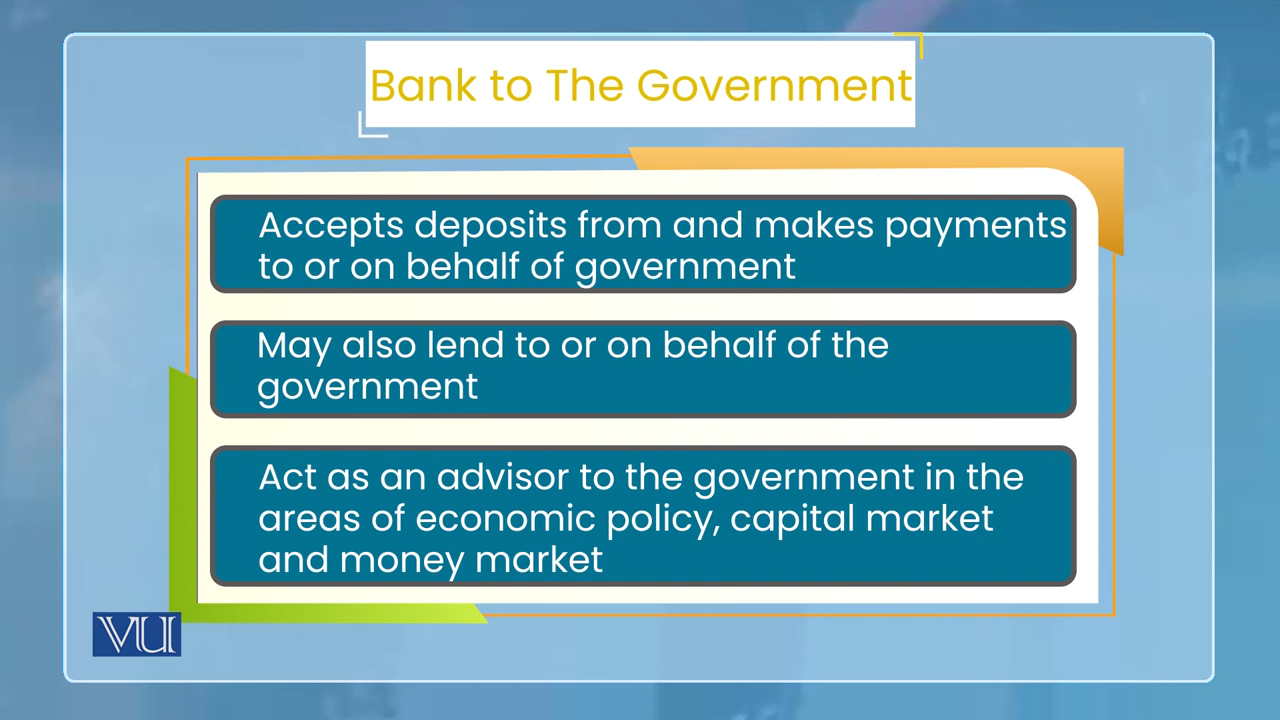 Bank to The Government
Accepts deposits from and makes payments
to or on behalf of government
May also lend to or on behalf of the
government
Act as an advisor to the government in the
areas of economic policy, capital market
and money market
VU